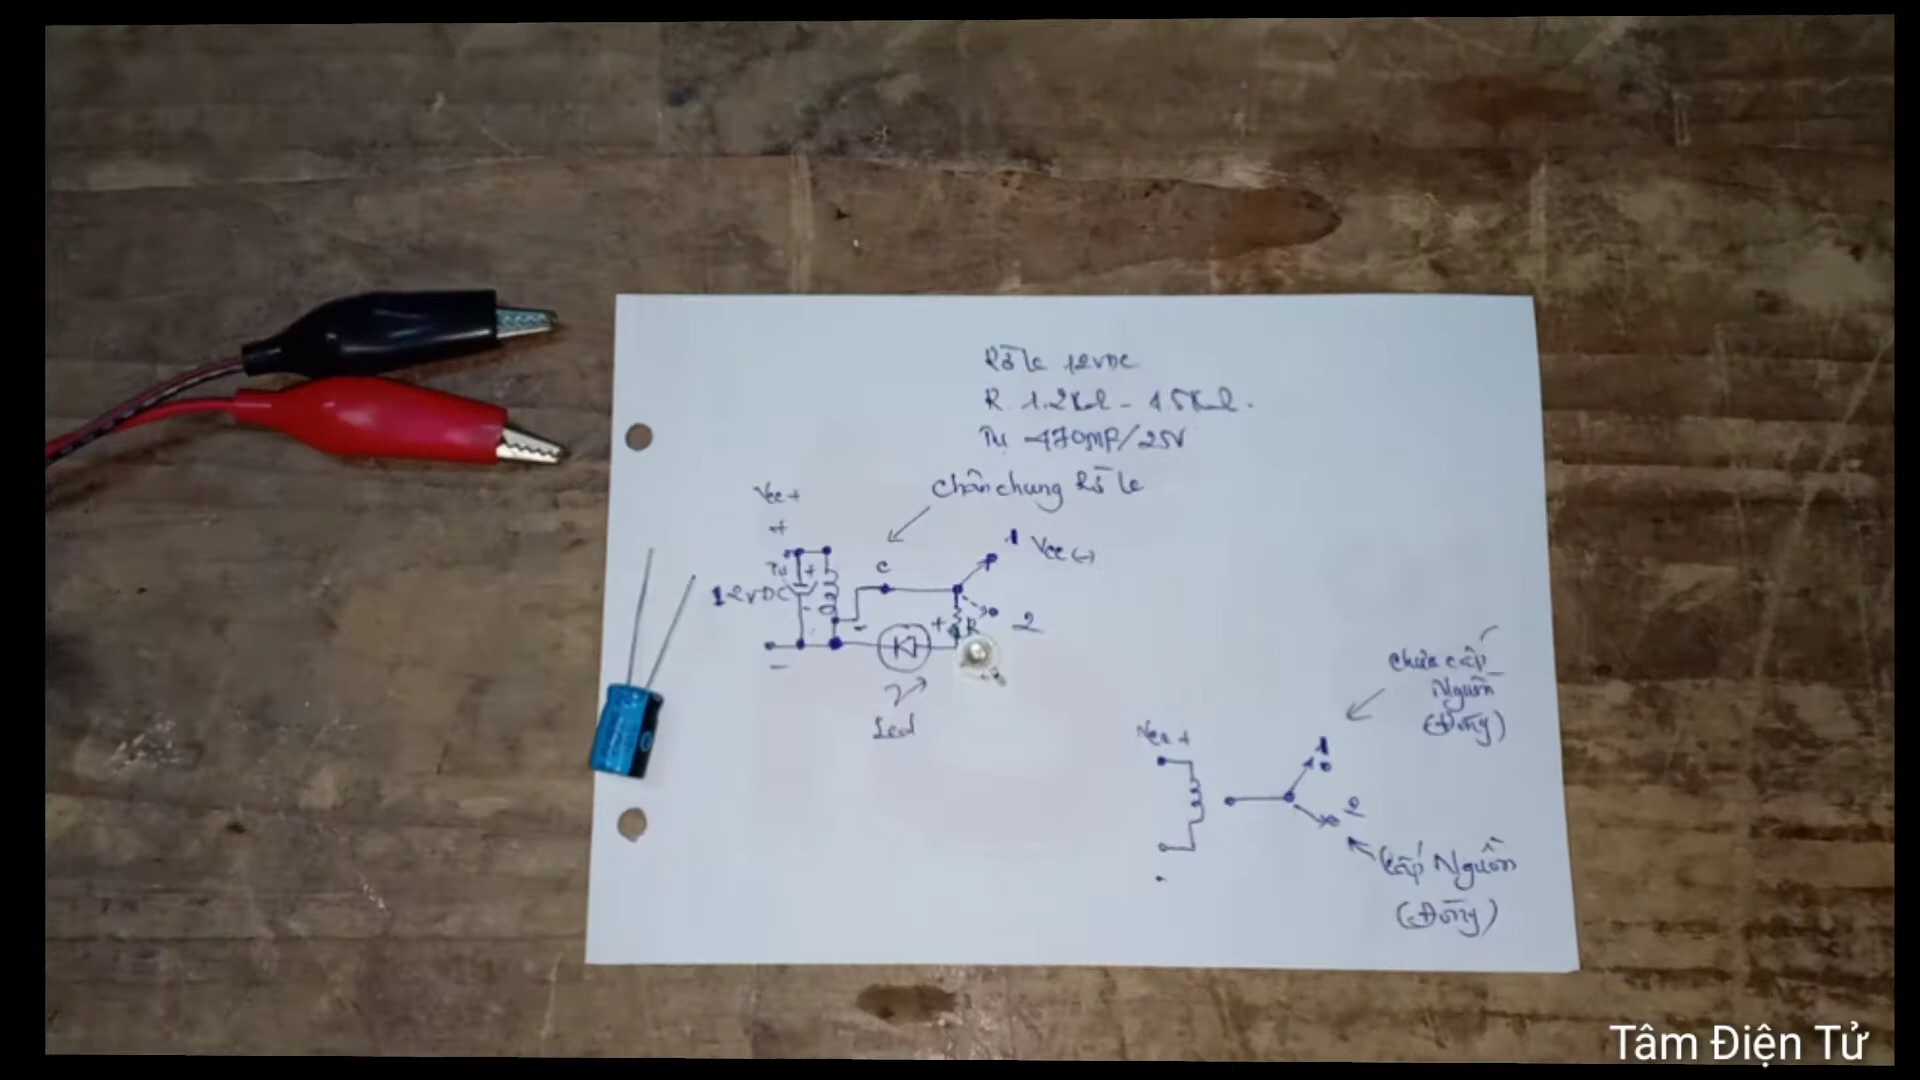 Rờ le 12VDC
R 1.2KΩ - 1.5KΩ.
Tụ 470MF/25V
Chân chung Rờ le
Vcc +
+
Tụ +
12VDC
-
C
1 Vcc (-)
2
- + R
-
Led
Chưa cấp
Nguồn
(Đóng)
Vcc +
1
2
Cấp Nguồn
(Đóng)
Tâm Điện Tử